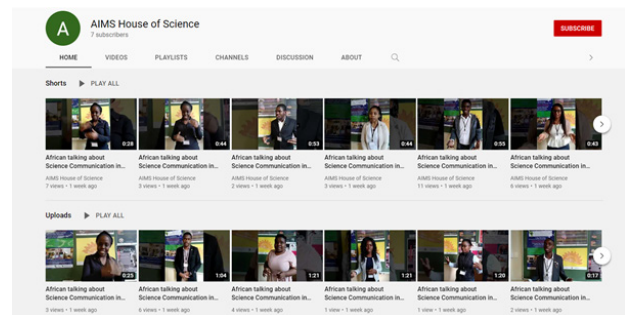 A
AIMS House of Science
7 subscribers
SUBSCRIBE
HOME VIDEOS PLAYLISTS CHANNELS DISCUSSION ABOUT
Shorts PLAY ALL
0:28 0:44 0:53 0:44 0:55 0:43
African talking about Science Communication in...
AIMS House of Science
7 views • 1 week ago
African talking about Science Communication in...
AIMS House of Science
3 views • 1 week ago
African talking about Science Communication in...
AIMS House of Science
2 views • 1 week ago
African talking about Science Communication in...
AIMS House of Science
3 views • 1 week ago
African talking about Science Communication in...
AIMS House of Science
11 views • 1 week ago
African talking about Science Communication in...
AIMS House of Science
6 views • 1 week ago
Uploads PLAY ALL
0:25 1:04 1:21 1:21 1:20 0:17
African talking about Science Communication in...
3 views • 1 week ago
African talking about Science Communication in...
6 views • 1 week ago
African talking about Science Communication in...
4 views • 1 week ago
African talking about Science Communication in...
1 view • 1 week ago
African talking about Science Communication in...
1 view • 1 week ago
African talking about Science Communication in...
2 views • 1 week ago